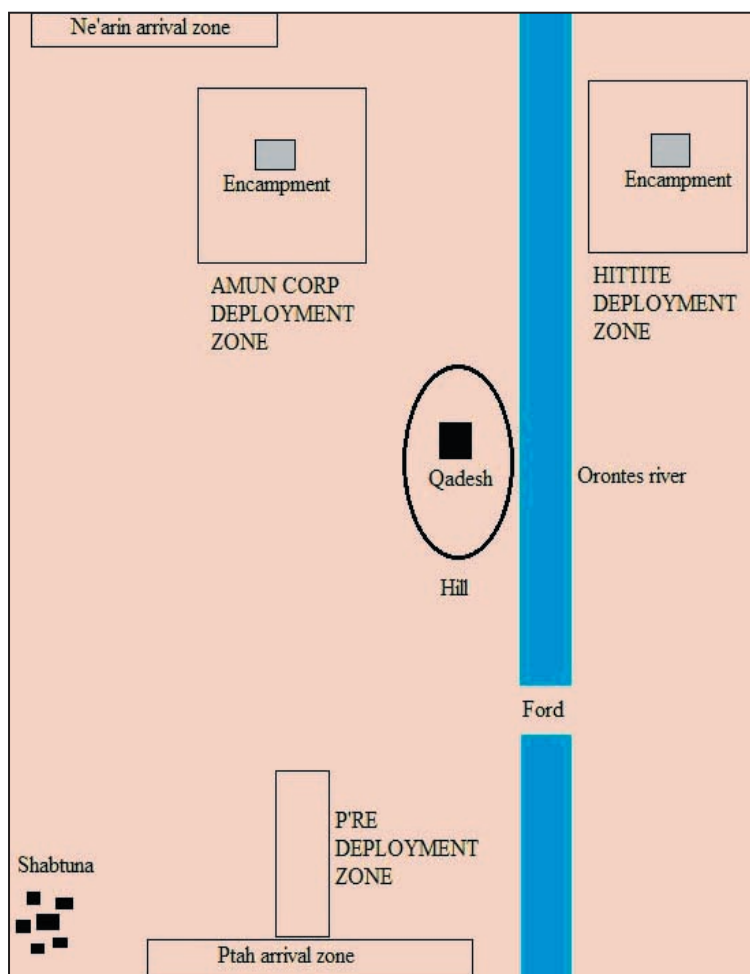 Ne'arin arrival zone
Encampment
Encampment
AMUN CORP
DEPLOYMENT
ZONE
HITTITE
DEPLOYMENT
ZONE
Qadesh
Orontes river
Hill
Ford
P'RE
DEPLOYMENT
ZONE
Shabtuna
Ptah arrival zone